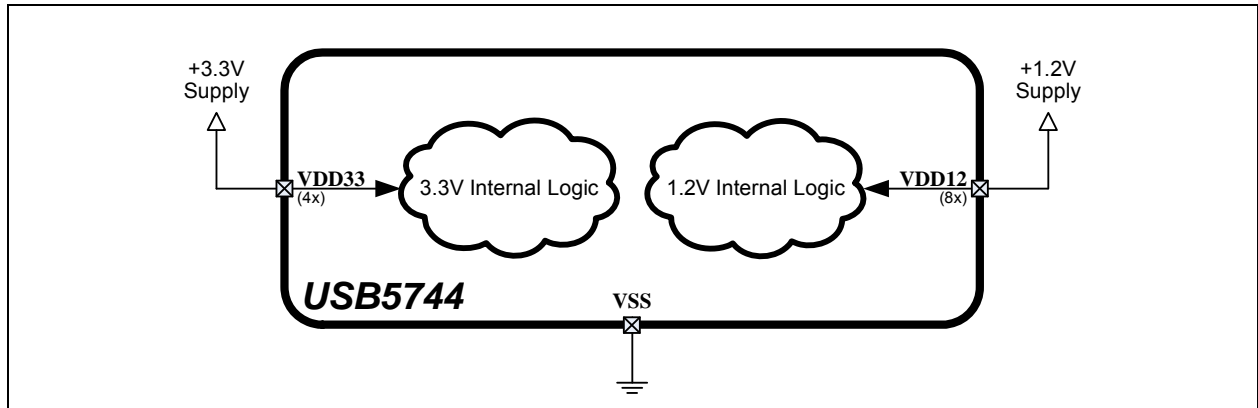 +3.3V
Supply
+1.2V
Supply
VDD33
(4x)
3.3V Internal Logic
1.2V Internal Logic
VDD12
(8x)
USB5744
VSS